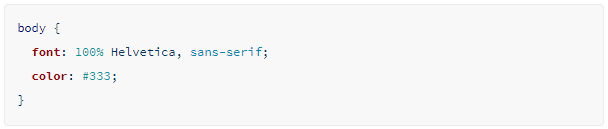 body {
  font: 100% Helvetica, sans-serif;
  color: #333;
}